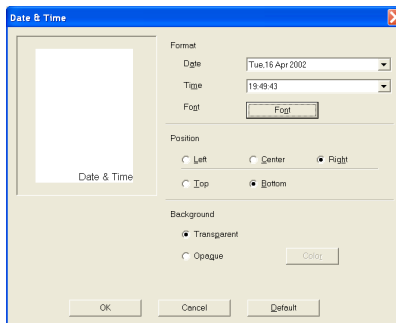 Date & Time
Format
Date Tue,16 Apr 2002
Time 19:49:43
Font Font
Date & Time
Position
Left Center Right
Top Bottom
Background
Transparent
Opaque Color
OK Cancel Default